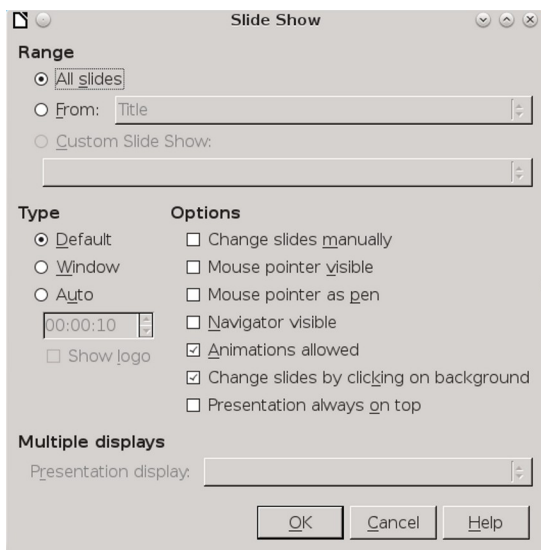 Slide Show
Range
All slides
From: Title
Custom Slide Show:
Type
Default
Window
Auto
00:00:10
Show logo
Options
Change slides manually
Mouse pointer visible
Mouse pointer as pen
Navigator visible
Animations allowed
Change slides by clicking on background
Presentation always on top
Multiple displays
Presentation display:
OK Cancel Help